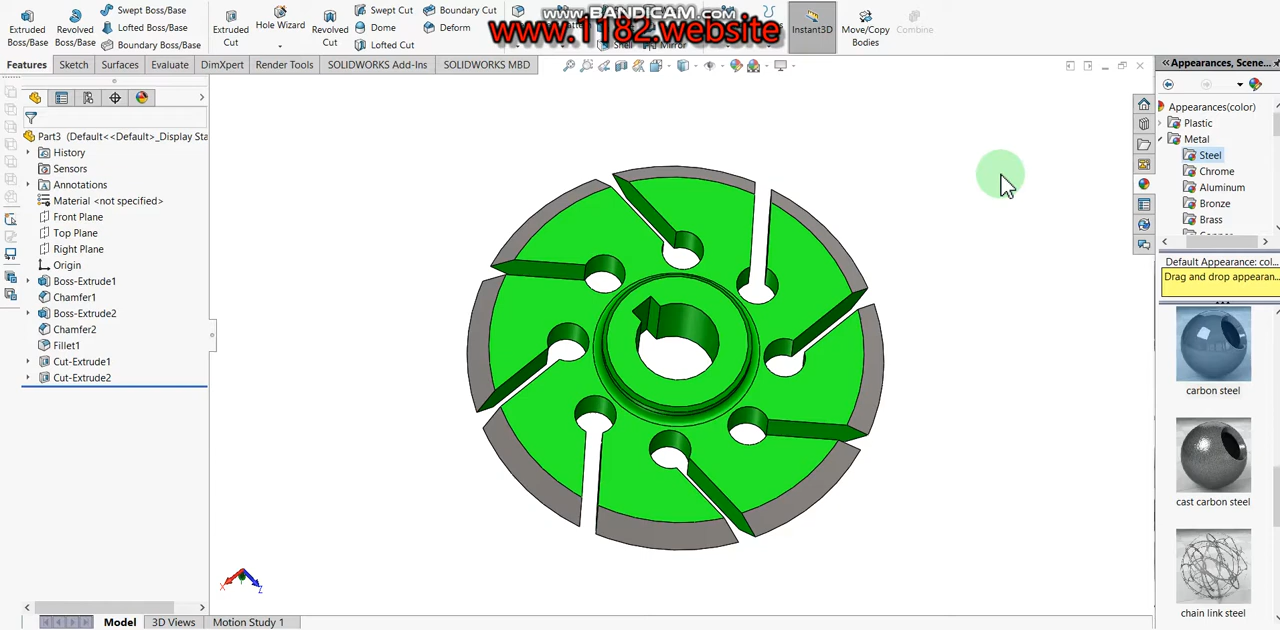 www.BANDICAM.com
www.1182.website
Extruded Boss/Base
Revolved Boss/Base
Swept Boss/Base
Lofted Boss/Base
Boundary Boss/Base
Extruded Cut
Hole Wizard
Revolved Cut
Swept Cut
Dome
Lofted Cut
Boundary Cut
Deform
Shell
Mirror
Instant3D
Move/Copy Bodies
Combine
Features
Sketch
Surfaces
Evaluate
DimXpert
Render Tools
SOLIDWORKS Add-Ins
SOLIDWORKS MBD
Part3 (Default<<Default>_Display Sta
History
Sensors
Annotations
Material <not specified>
Front Plane
Top Plane
Right Plane
Origin
Boss-Extrude1
Chamfer1
Boss-Extrude2
Chamfer2
Fillet1
Cut-Extrude1
Cut-Extrude2
X
Z
Model
3D Views
Motion Study 1
Appearances, Scene...
Appearances(color)
Plastic
Metal
Steel
Chrome
Aluminum
Bronze
Brass
Default Appearance: col...
Drag and drop appearan...
carbon steel
cast carbon steel
chain link steel